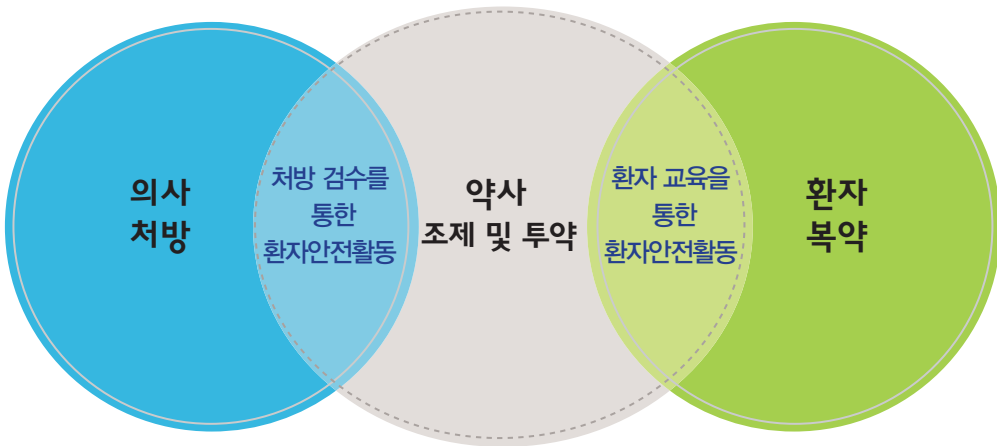 의사
처방
처방 검수를
통한
환자안전활동
약사
조제 및 투약
환자 교육을
통한
환자안전활동
환자
복약